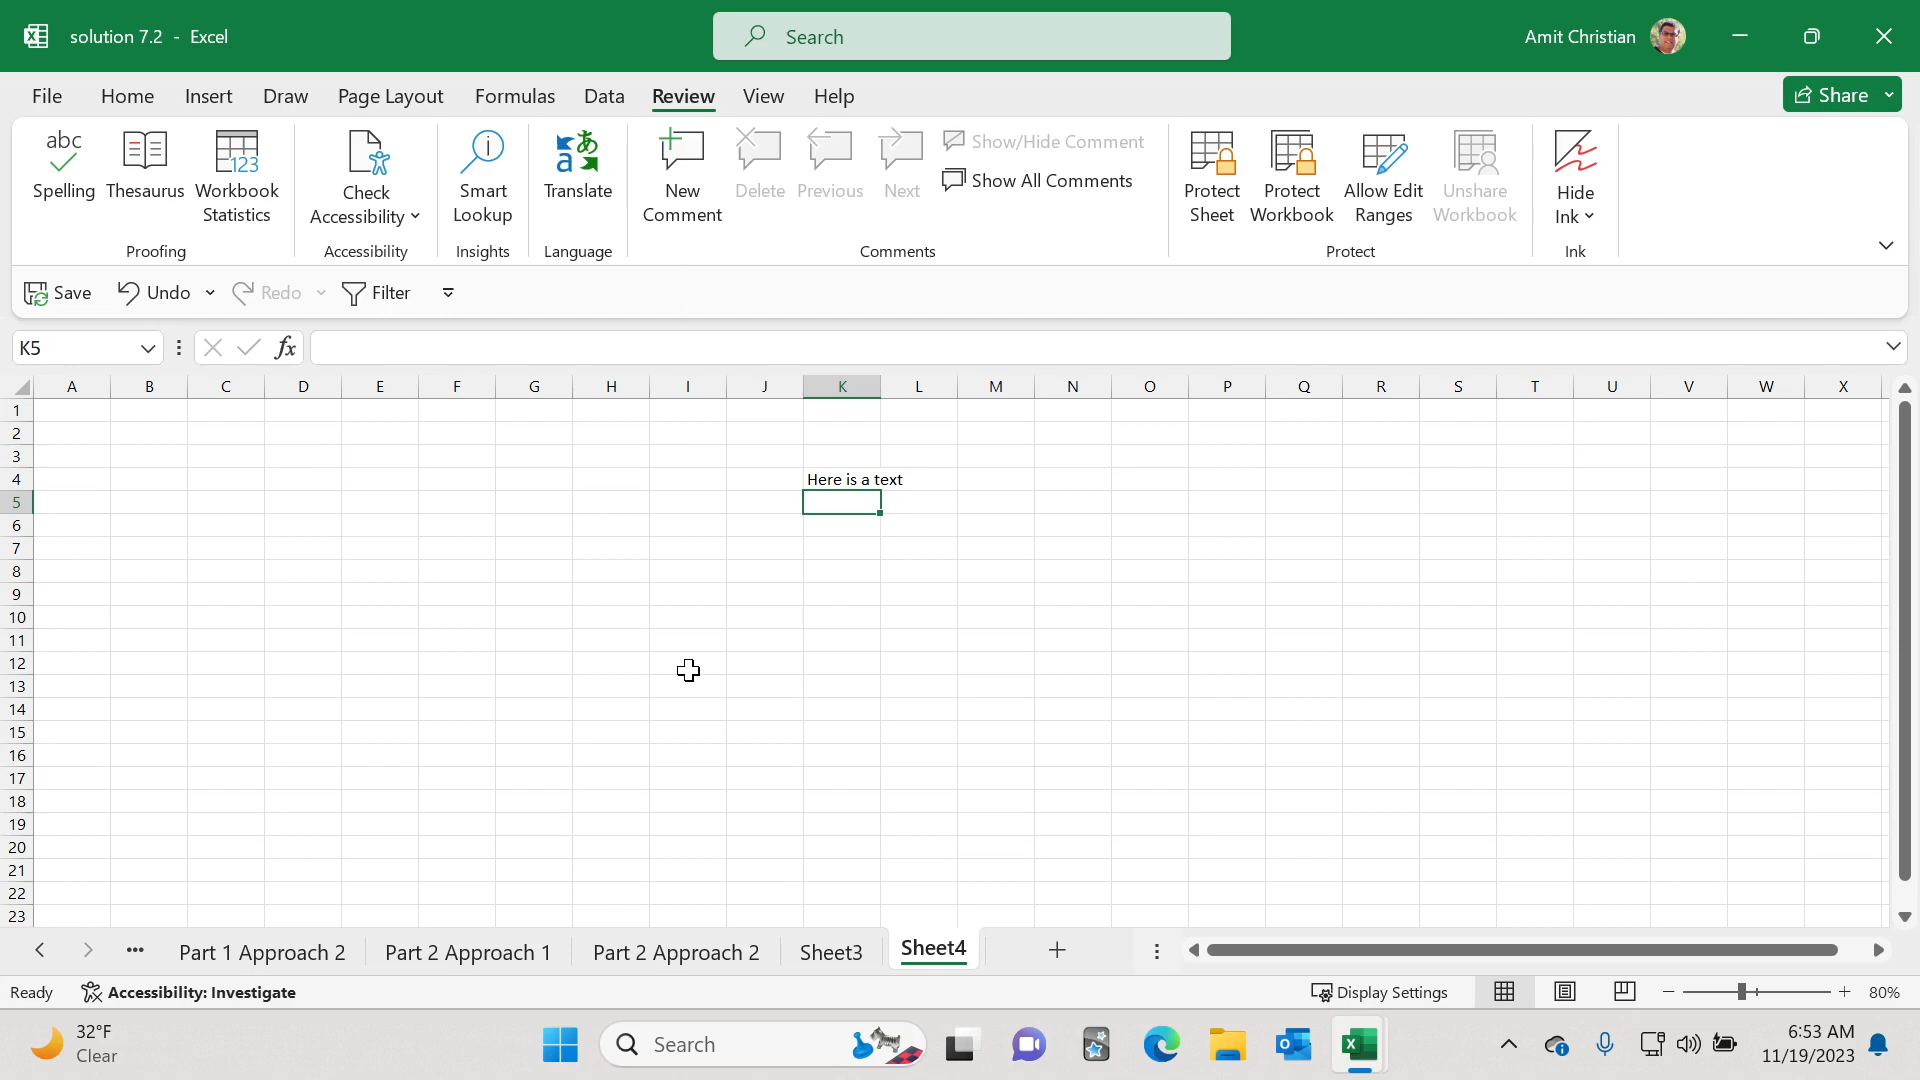 solution 7.2 - Excel
Search
Amit Christian
File Home Insert Draw Page Layout Formulas Data Review View Help
Share
abc
Spelling
Thesaurus
123
Workbook
Statistics
Proofing
Check
Accessibility
Accessibility
Smart
Lookup
Insights
a あ
Translate
Language
New
Comment
Delete
Previous
Next
Show/Hide Comment
Show All Comments
Comments
Protect
Sheet
Protect
Workbook
Allow Edit
Ranges
Unshare
Workbook
Protect
Hide
Ink
Ink
Save Undo Redo Filter
K5
fx
A B C D E F G H I J K L M N O P Q R S T U V W X
1
2
3
4 Here is a text
5
6
7
8
9
10
11
12
13
14
15
16
17
18
19
20
21
22
23
Part 1 Approach 2 Part 2 Approach 1 Part 2 Approach 2 Sheet3 Sheet4
Ready Accessibility: Investigate Display Settings 80%
32°F
Clear
Search
6:53 AM
11/19/2023